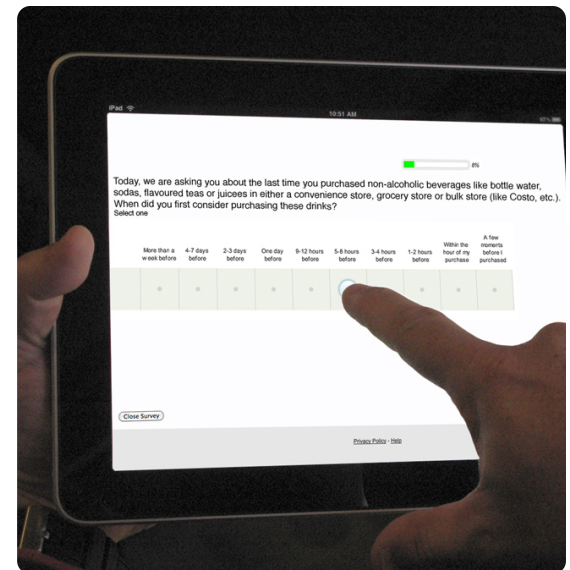 iPad
10:51 AM
Today, we are asking you about the last time you purchased non-alcoholic beverages like bottle water,
sodas, flavoured teas or juicees in either a convenience store, grocery store or bulk store (like Costo, etc.).
When did you first consider purchasing these drinks?
Select one
More than a week before
4-7 days before
2-3 days before
One day before
9-12 hours before
5-8 hours before
3-4 hours before
1-2 hours before
Within the hour of my purchase
A few moments before I purchased
Close Survey
Privacy Policy - Help